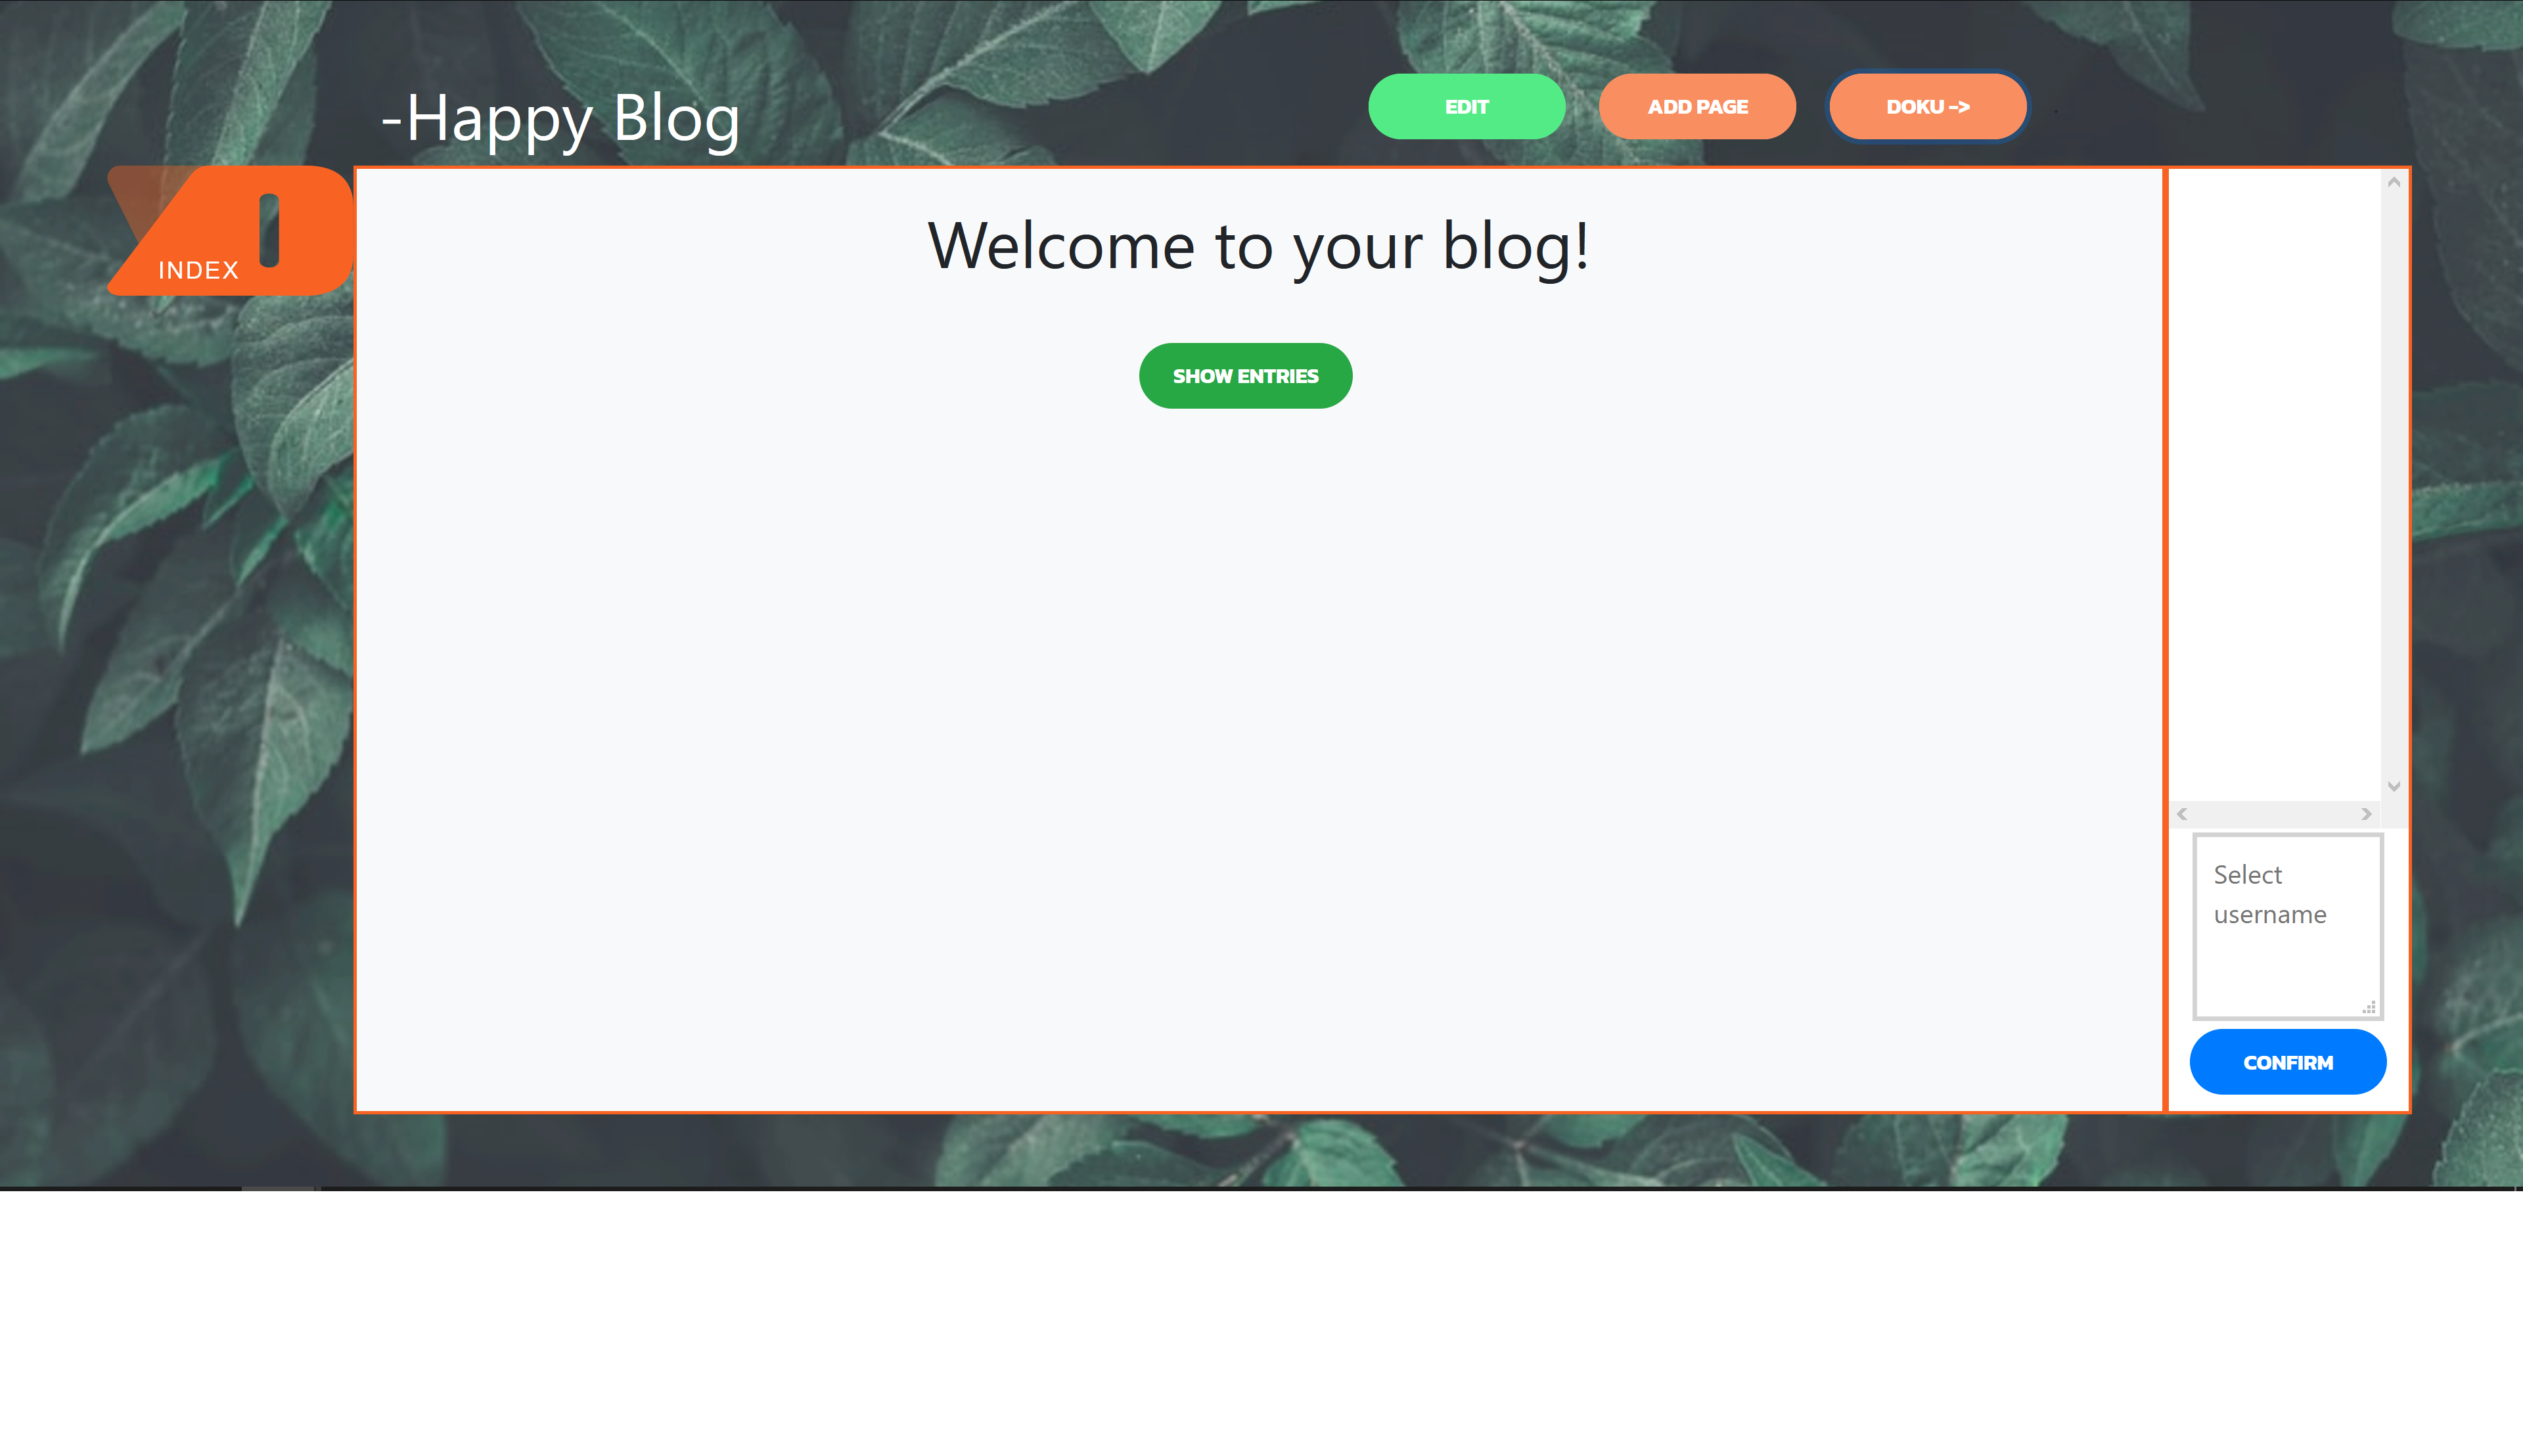 -Happy Blog
EDIT
ADD PAGE
DOKU ->
INDEX
Welcome to your blog!
SHOW ENTRIES
Select
username
CONFIRM